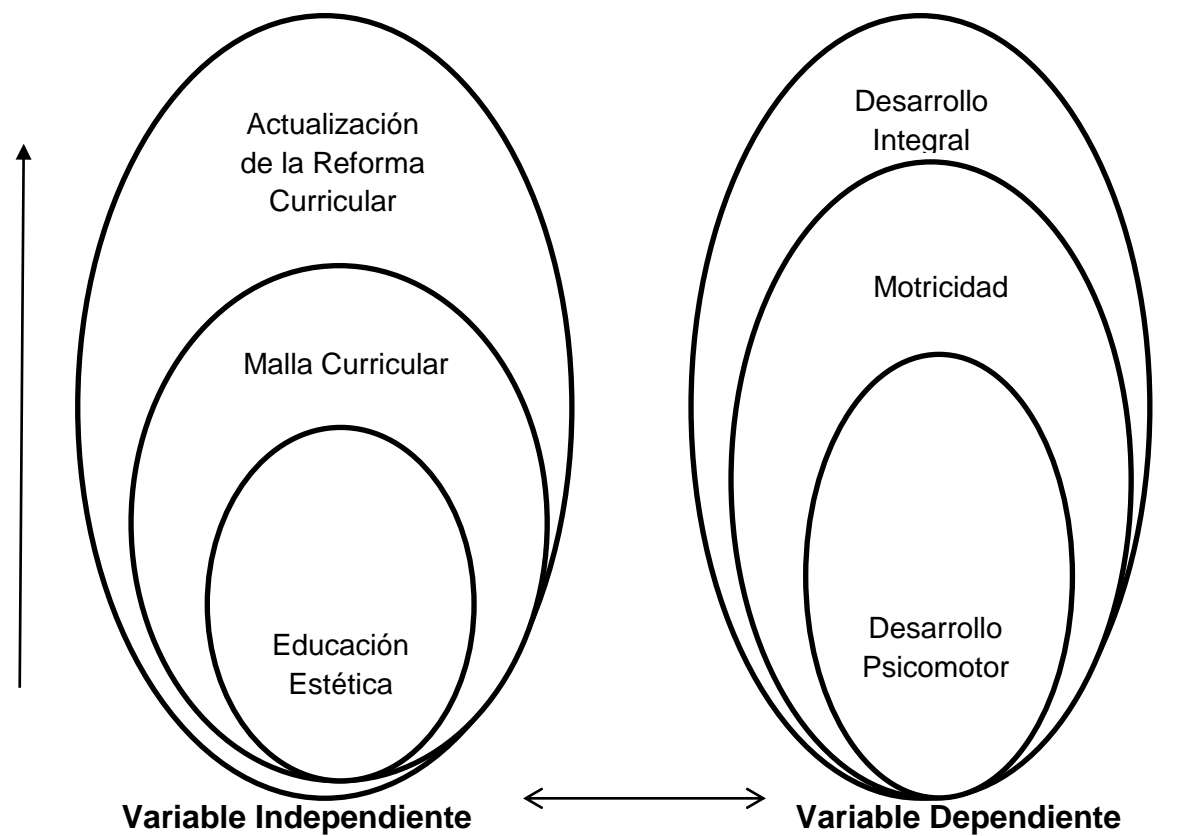 Actualización
de la Reforma
Curricular
Malla Curricular
Educación
Estética
Variable Independiente
Desarrollo
Integral
Motricidad
Desarrollo
Psicomotor
Variable Dependiente